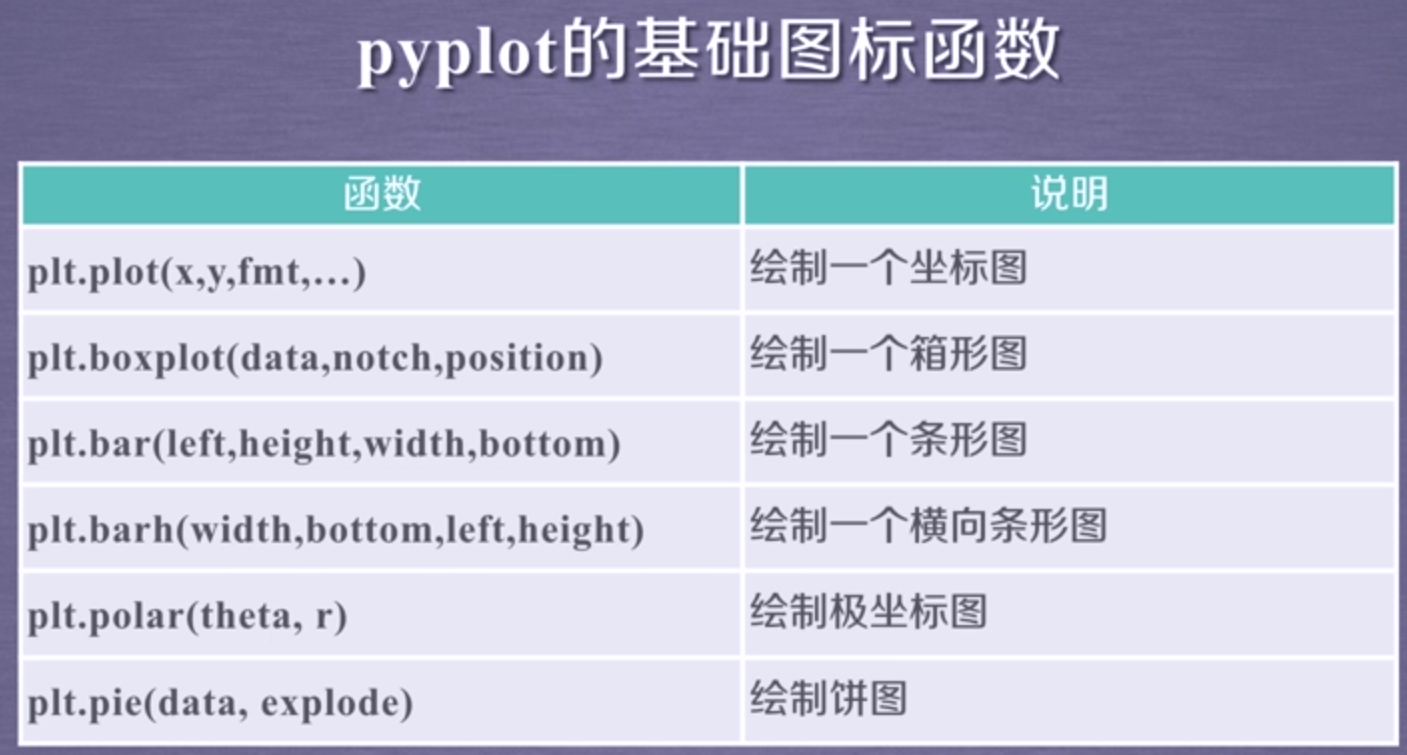 pyplot的基础图标函数
函数 说明
plt.plot(x,y,fmt,…) 绘制一个坐标图
plt.boxplot(data,notch,position) 绘制一个箱形图
plt.bar(left,height,width,bottom) 绘制一个条形图
plt.barh(width,bottom,left,height) 绘制一个横向条形图
plt.polar(theta, r) 绘制极坐标图
plt.pie(data, explode) 绘制饼图